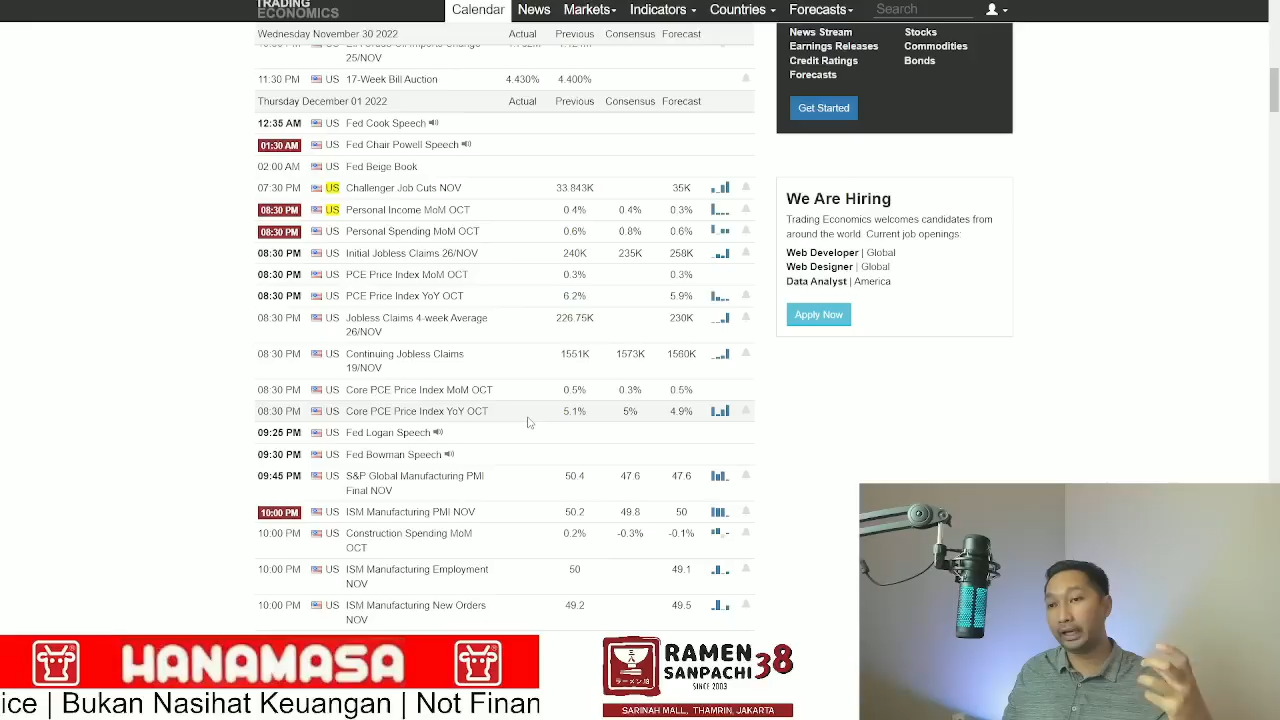 TRADING
ECONOMICS
Calendar News Markets Indicators Countries Forecasts Search
Wednesday November 30 2022 Actual Previous Consensus Forecast
25/NOV
11:30 PM US 17-Week Bill Auction 4.430% 4.400%
Thursday December 01 2022 Actual Previous Consensus Forecast
12:35 AM US Fed Cook Speech
01:30 AM US Fed Chair Powell Speech
02:00 AM US Fed Beige Book
07:30 PM US Challenger Job Cuts NOV 33.843K 35K
08:30 PM US Personal Income MoM OCT 0.4% 0.4% 0.3%
08:30 PM US Personal Spending MoM OCT 0.6% 0.8% 0.6%
08:30 PM US Initial Jobless Claims 26/NOV 240K 235K 258K
08:30 PM US PCE Price Index MoM OCT 0.3% 0.3%
08:30 PM US PCE Price Index YoY OCT 6.2% 5.9%
08:30 PM US Jobless Claims 4-week Average 226.75K 230K
26/NOV
08:30 PM US Continuing Jobless Claims 1551K 1573K 1560K
19/NOV
08:30 PM US Core PCE Price Index MoM OCT 0.5% 0.3% 0.5%
08:30 PM US Core PCE Price Index YoY OCT 5.1% 5% 4.9%
09:25 PM US Fed Logan Speech
09:30 PM US Fed Bowman Speech
09:45 PM US S&P Global Manufacturing PMI 50.4 47.6 47.6
Final NOV
10:00 PM US ISM Manufacturing PMI NOV 50.2 49.8 50
10:00 PM US Construction Spending MoM 0.2% -0.3% -0.1%
OCT
10:00 PM US ISM Manufacturing Employment 50 49.1
NOV
10:00 PM US ISM Manufacturing New Orders 49.2 49.5
NOV
News Stream Stocks
Earnings Releases Commodities
Credit Ratings Bonds
Forecasts
Get Started
We Are Hiring
Trading Economics welcomes candidates from
around the world. Current job openings:
Web Developer | Global
Web Designer | Global
Data Analyst | America
Apply Now
HANAMASA
RAMEN
SANPACHI 38
SINCE 2003
SARINAH MALL, THAMRIN, JAKARTA
ice | Bukan Nasihat Keuangan | Not Finan